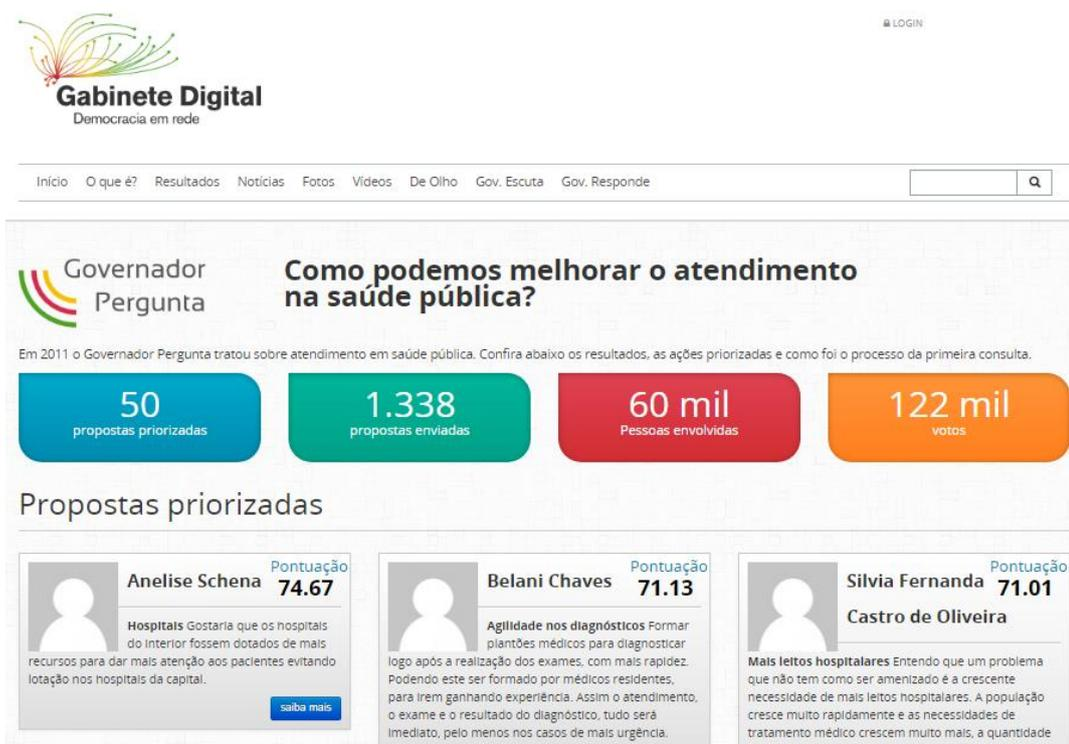 LOGIN
Gabinete Digital
Democracia em rede
Início O que é? Resultados Notícias Fotos Vídeos De Olho Gov. Escuta Gov. Responde
Governador
Pergunta
Como podemos melhorar o atendimento
na saúde pública?
Em 2011 o Governador Pergunta tratou sobre atendimento em saúde pública. Confira abaixo os resultados, as ações priorizadas e como foi o processo da primeira consulta.
50
propostas priorizadas
1.338
propostas enviadas
60 mil
Pessoas envolvidas
122 mil
votos
Propostas priorizadas
Anelise Schena
Pontuação
74.67
Hospitais Gostaria que os hospitais
do interior fossem dotados de mais
recursos para dar mais atenção aos pacientes evitando
lotação nos hospitais da capital.
saiba mais
Belani Chaves
Pontuação
71.13
Agilidade nos diagnósticos Formar
plantões médicos para diagnosticar
logo após a realização dos exames, com mais rapidez.
Podendo este ser formado por médicos residentes,
para irem ganhando experiência. Assim o atendimento,
o exame e o resultado do diagnóstico, tudo será
imediato, pelo menos nos casos de mais urgência.
Silvia Fernanda
Castro de Oliveira
Pontuação
71.01
Mais leitos hospitalares Entendo que um problema
que não tem como ser amenizado é a crescente
necessidade de mais leitos hospitalares. A população
cresce muito rapidamente e as necessidades de
tratamento médico crescem muito mais, a quantidade